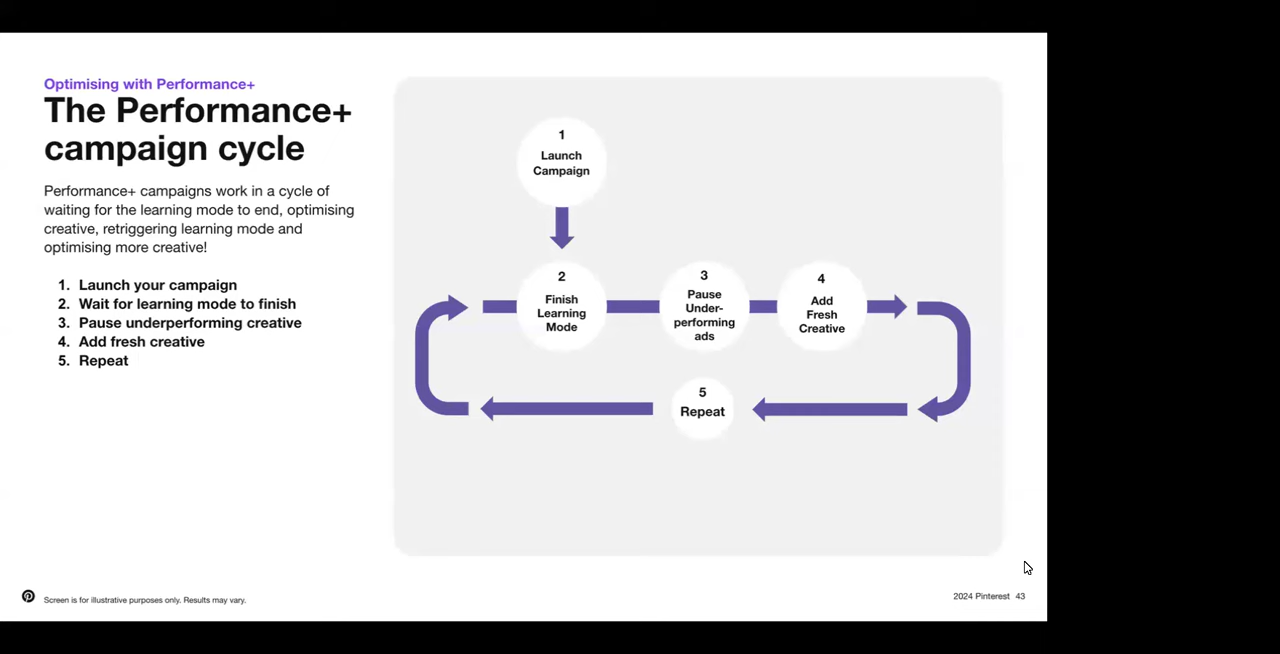 Optimising with Performance+
The Performance+
campaign cycle
Performance+ campaigns work in a cycle of
waiting for the learning mode to end, optimising
creative, retriggering learning mode and
optimising more creative!
1. Launch your campaign
2. Wait for learning mode to finish
3. Pause underperforming creative
4. Add fresh creative
5. Repeat
1
Launch
Campaign
2
Finish
Learning
Mode
3
Pause
Under-
performing
ads
4
Add
Fresh
Creative
5
Repeat
Screen is for illustrative purposes only. Results may vary.
2024 Pinterest 43